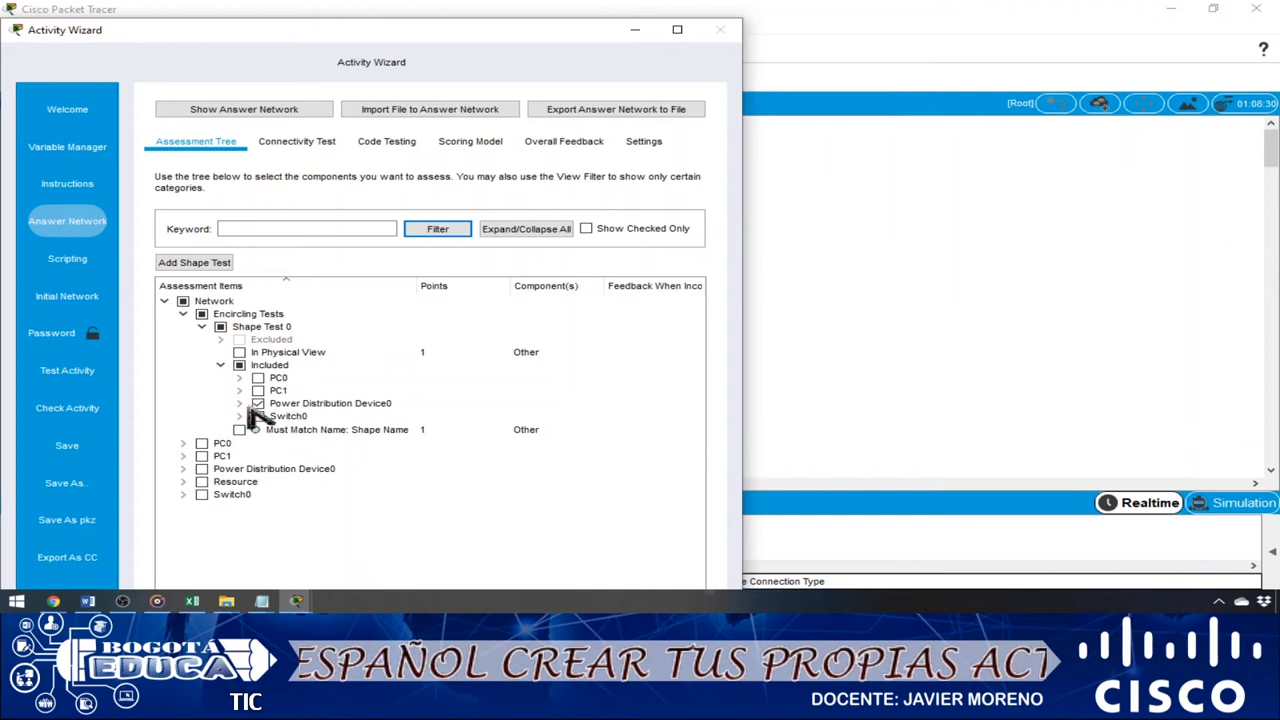 Cisco Packet Tracer
Activity Wizard
Activity Wizard
Welcome
Variable Manager
Instructions
Answer Network
Scripting
Initial Network
Password
Test Activity
Check Activity
Save
Save As..
Save As pkz
Export As CC
Show Answer Network
Import File to Answer Network
Export Answer Network to File
Assessment Tree
Connectivity Test
Code Testing
Scoring Model
Overall Feedback
Settings
Use the tree below to select the components you want to assess. You may also use the View Filter to show only certain
categories.
Keyword:
Filter
Expand/Collapse All
Show Checked Only
Add Shape Test
Assessment Items Points Component(s) Feedback When Inco
Network
Encircling Tests
Shape Test 0
Excluded
In Physical View 1 Other
Included
PC0
PC1
Power Distribution Device0
Switch0
Must Match Name: Shape Name 1 Other
PC0
PC1
Power Distribution Device0
Resource
Switch0
?
[Root]
01:08:30
Realtime
Simulation
e Connection Type
BOGOTÁ
EDUCA
TIC
ESPAÑOL CREAR TUS PROPIAS ACT
DOCENTE: JAVIER MORENO
CISCO